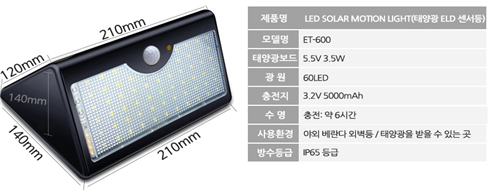 210mm
120mm
140mm
140mm
210mm
제품명 LED SOLAR MOTION LIGHT(태양광 ELD 센서등)
모델명 ET-600
태양광보드 5.5V 3.5W
광 원 60LED
충전지 3.2V 5000mAh
수 명 충전: 약 6시간
사용환경 야외 베란다 외벽등 / 태양광을 받을 수 있는 곳
방수등급 IP65 등급